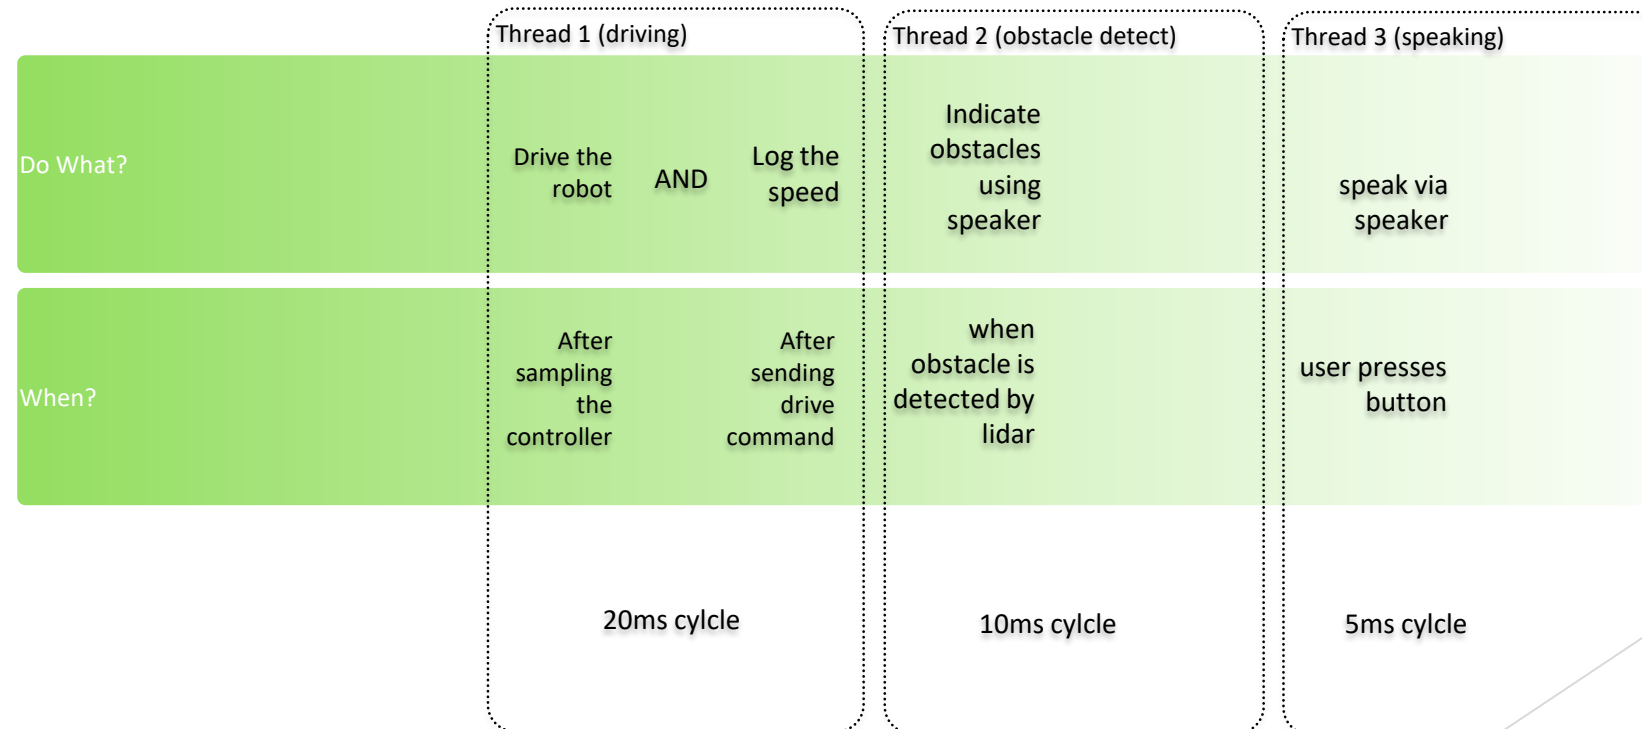 Thread 1 (driving)
Thread 2 (obstacle detect)
Thread 3 (speaking)
Do What?
Drive the
robot
AND
Log the
speed
Indicate
obstacles
using
speaker
speak via
speaker
When?
After
sampling
the
controller
After
sending
drive
command
when
obstacle is
detected by
lidar
user presses
button
20ms cylcle
10ms cylcle
5ms cylcle